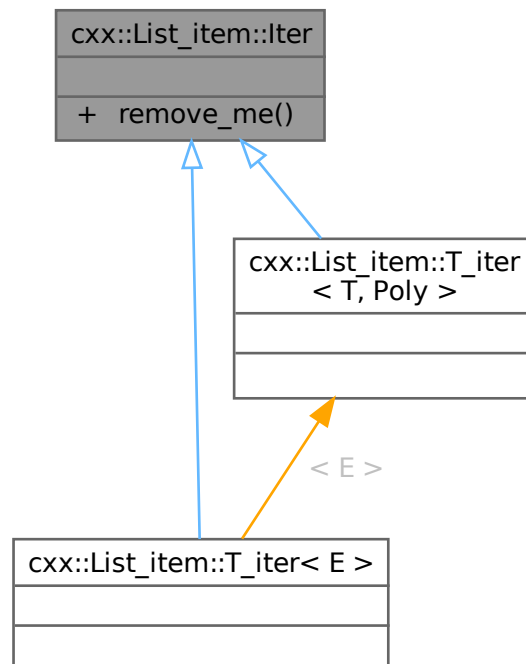 cxx::List_item::Iter
+ remove_me()
cxx::List_item::T_iter
< T, Poly >
< E >
cxx::List_item::T_iter< E >